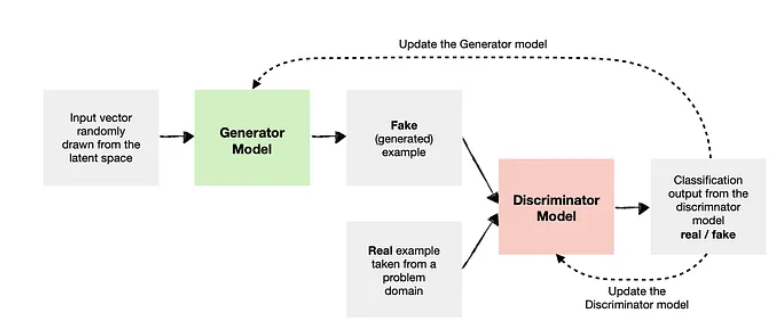 Update the Generator model
Input vector
randomly
drawn from the
latent space
Generator
Model
Fake
(generated)
example
Discriminator
Model
Classification
output from the
discrimnator
model
real / fake
Real example
taken from a
problem
domain
Update the
Discriminator model